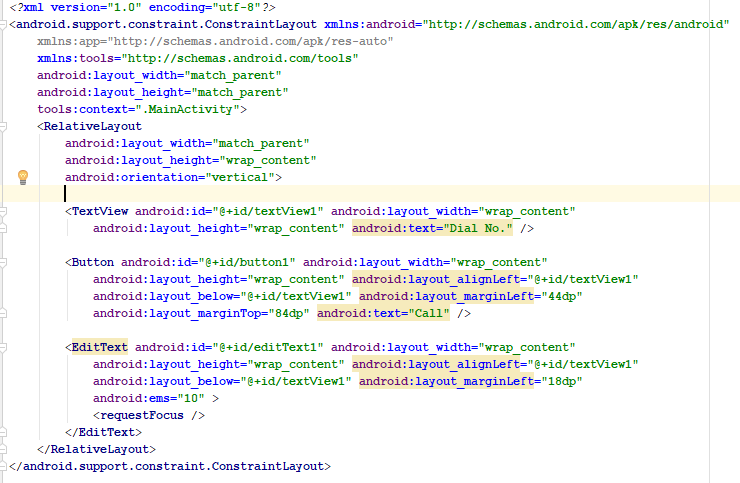 <?xml version="1.0" encoding="utf-8"?>
<android.support.constraint.ConstraintLayout xmlns:android="http://schemas.android.com/apk/res/android"
    xmlns:app="http://schemas.android.com/apk/res-auto"
    xmlns:tools="http://schemas.android.com/tools"
    android:layout_width="match_parent"
    android:layout_height="match_parent"
    tools:context=".MainActivity">
    <RelativeLayout
        android:layout_width="match_parent"
        android:layout_height="wrap_content"
        android:orientation="vertical">
        <TextView android:id="@+id/textView1" android:layout_width="wrap_content"
            android:layout_height="wrap_content" android:text="Dial No." />
        <Button android:id="@+id/button1" android:layout_width="wrap_content"
            android:layout_height="wrap_content" android:layout_alignLeft="@+id/textView1"
            android:layout_below="@+id/textView1" android:layout_marginLeft="44dp"
            android:layout_marginTop="84dp" android:text="Call" />
        <EditText android:id="@+id/editText1" android:layout_width="wrap_content"
            android:layout_height="wrap_content" android:layout_alignLeft="@+id/textView1"
            android:layout_below="@+id/textView1" android:layout_marginLeft="18dp"
            android:ems="10" >
            <requestFocus />
        </EditText>
    </RelativeLayout>
</android.support.constraint.ConstraintLayout>